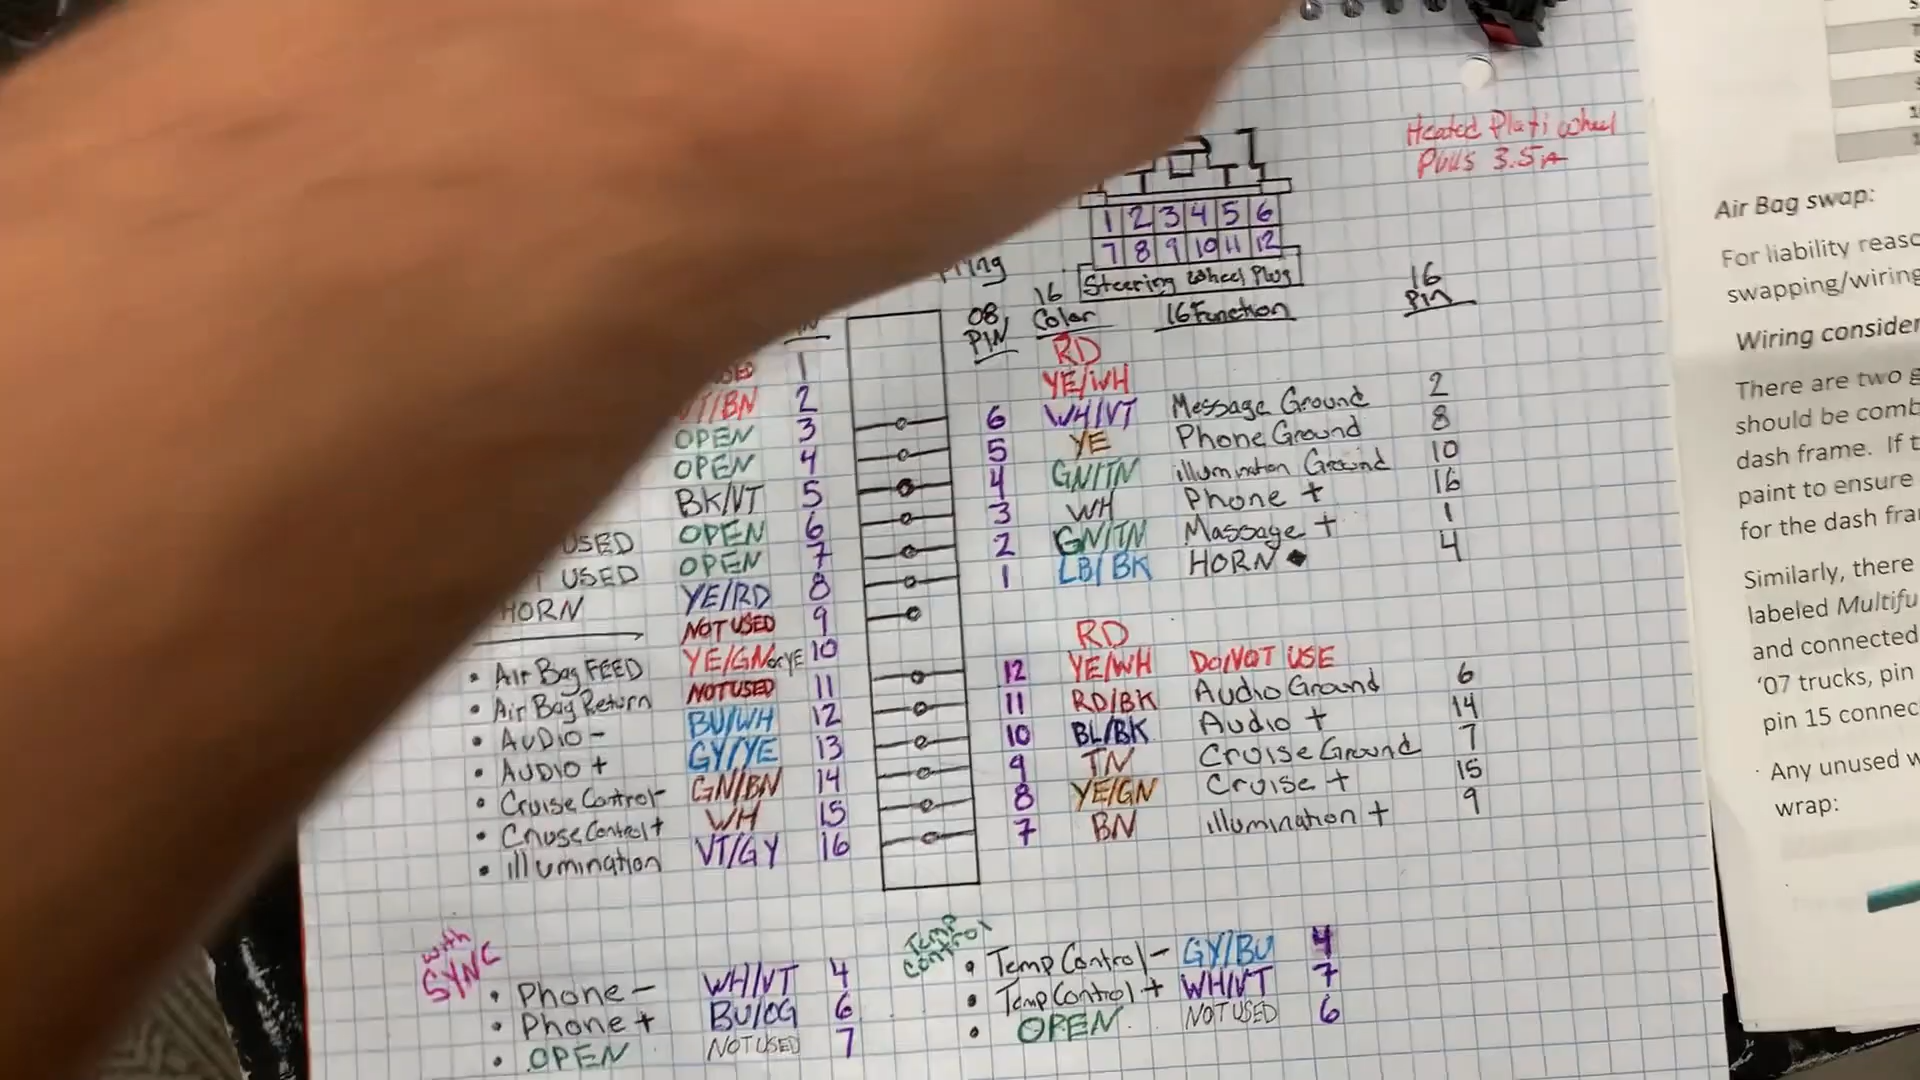 Heated Plati wheel
Pulls 3.5A
1 2 3 4 5 6
7 8 9 10 11 12
Steering Wheel Plug
08 PIN
16 Color
16 Function
16 PIN
RD
1
YE/WH
VT/BN 2
6 WH/VT Message Ground 2
OPEN 3
5 YE Phone Ground 8
OPEN 4
4 GN/TN illumination Ground 10
BK/VT 5
3 WH Phone + 16
USED OPEN 6
2 GN/TN Massage + 1
USED OPEN 7
1 LB/BK HORN 4
HORN YE/RD 8
NOT USED 9
RD
Air Bag FEED YE/GN or YE 10
12 YE/WH DO NOT USE
Air Bag Return NOT USED 11
11 RD/BK Audio Ground 6
AUDIO - BU/WH 12
10 BL/BK Audio + 14
AUDIO + GY/YE 13
9 TN Cruise Ground 7
Cruise Control - GN/BN 14
8 YE/GN Cruise + 15
Cruse Control + WH 15
7 BN illumination + 9
illumination VT/GY 16
with SYNC
Phone - WH/VT 4
Phone + BU/OG 6
OPEN NOT USED 7
Temp Control
Temp Control - GY/BU 4
Temp Control + WH/VT 7
OPEN NOT USED 6
Air Bag swap:
For liability
swapping/wiring
Wiring
There are two
should be
dash frame. If
paint to ensure
for the dash
Similarly, there
labeled
and connected
'07 trucks, pin
pin 15
Any unused
wrap: